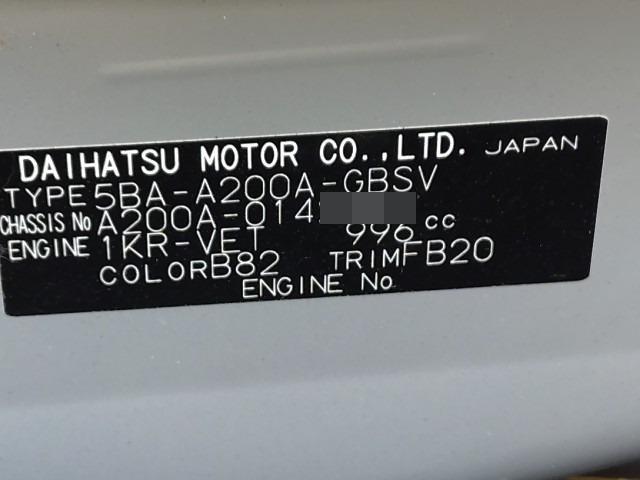 DAIHATSU MOTOR CO.,LTD. JAPAN
TYPE 5BA-A200A-GBSV
CHASSIS No A200A-014
ENGINE 1KR-VET 996 cc
COLOR B82 TRIM FB20
ENGINE No.